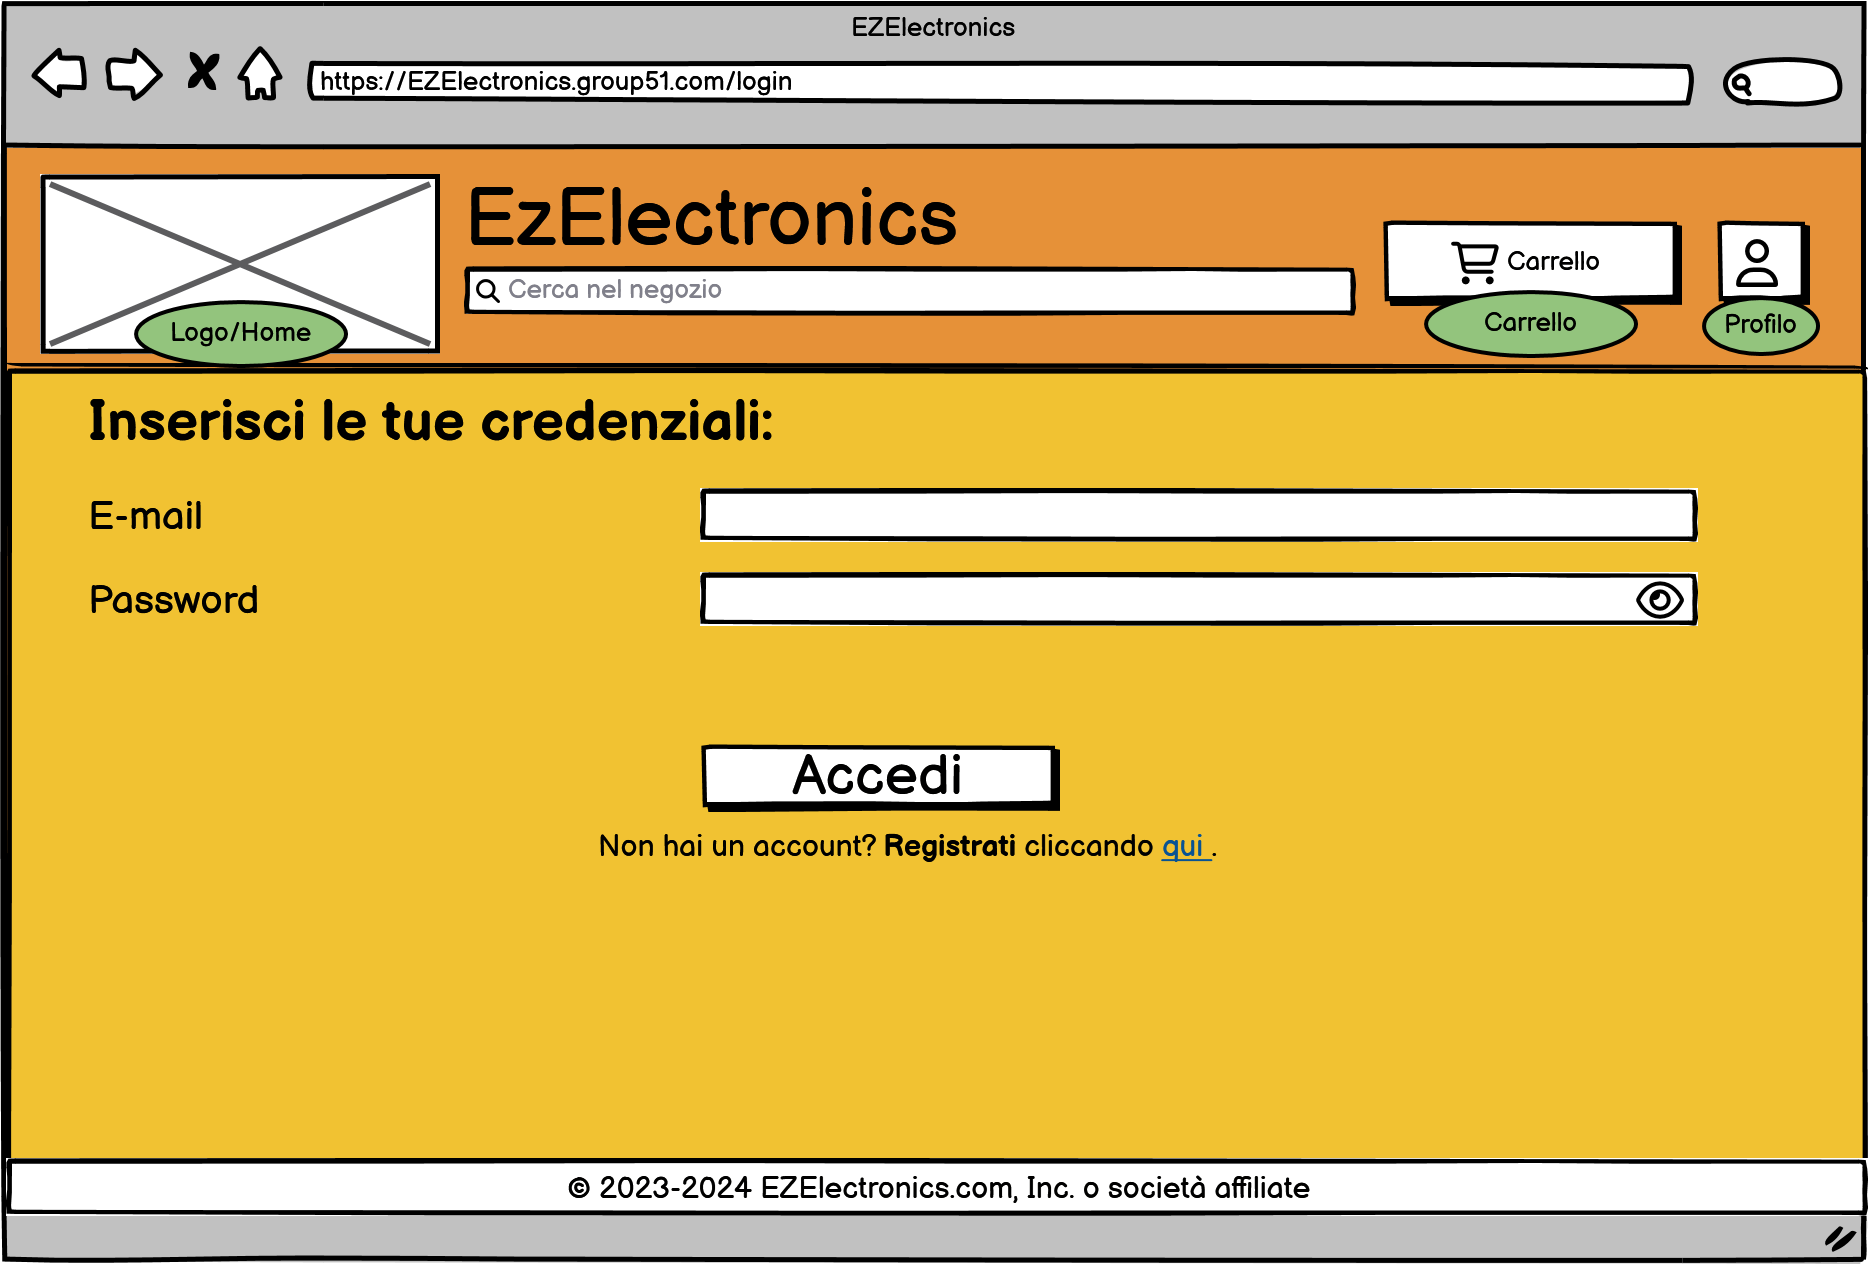 EZElectronics
https://EZElectronics.group51.com/login
EzElectronics
Cerca nel negozio
Carrello
Logo/Home
Carrello
Profilo
Inserisci le tue credenziali:
E-mail
Password
Accedi
Non hai un account? Registrati cliccando qui .
© 2023-2024 EZElectronics.com, Inc. o società affiliate